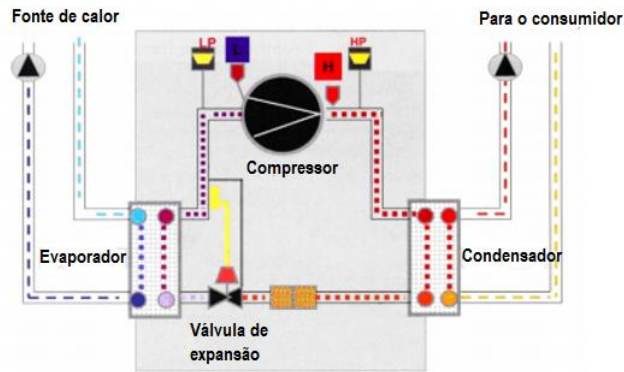 Fonte de calor
Para o consumidor
LP
L
HP
H
Compressor
Evaporador
Condensador
Válvula de
expansão